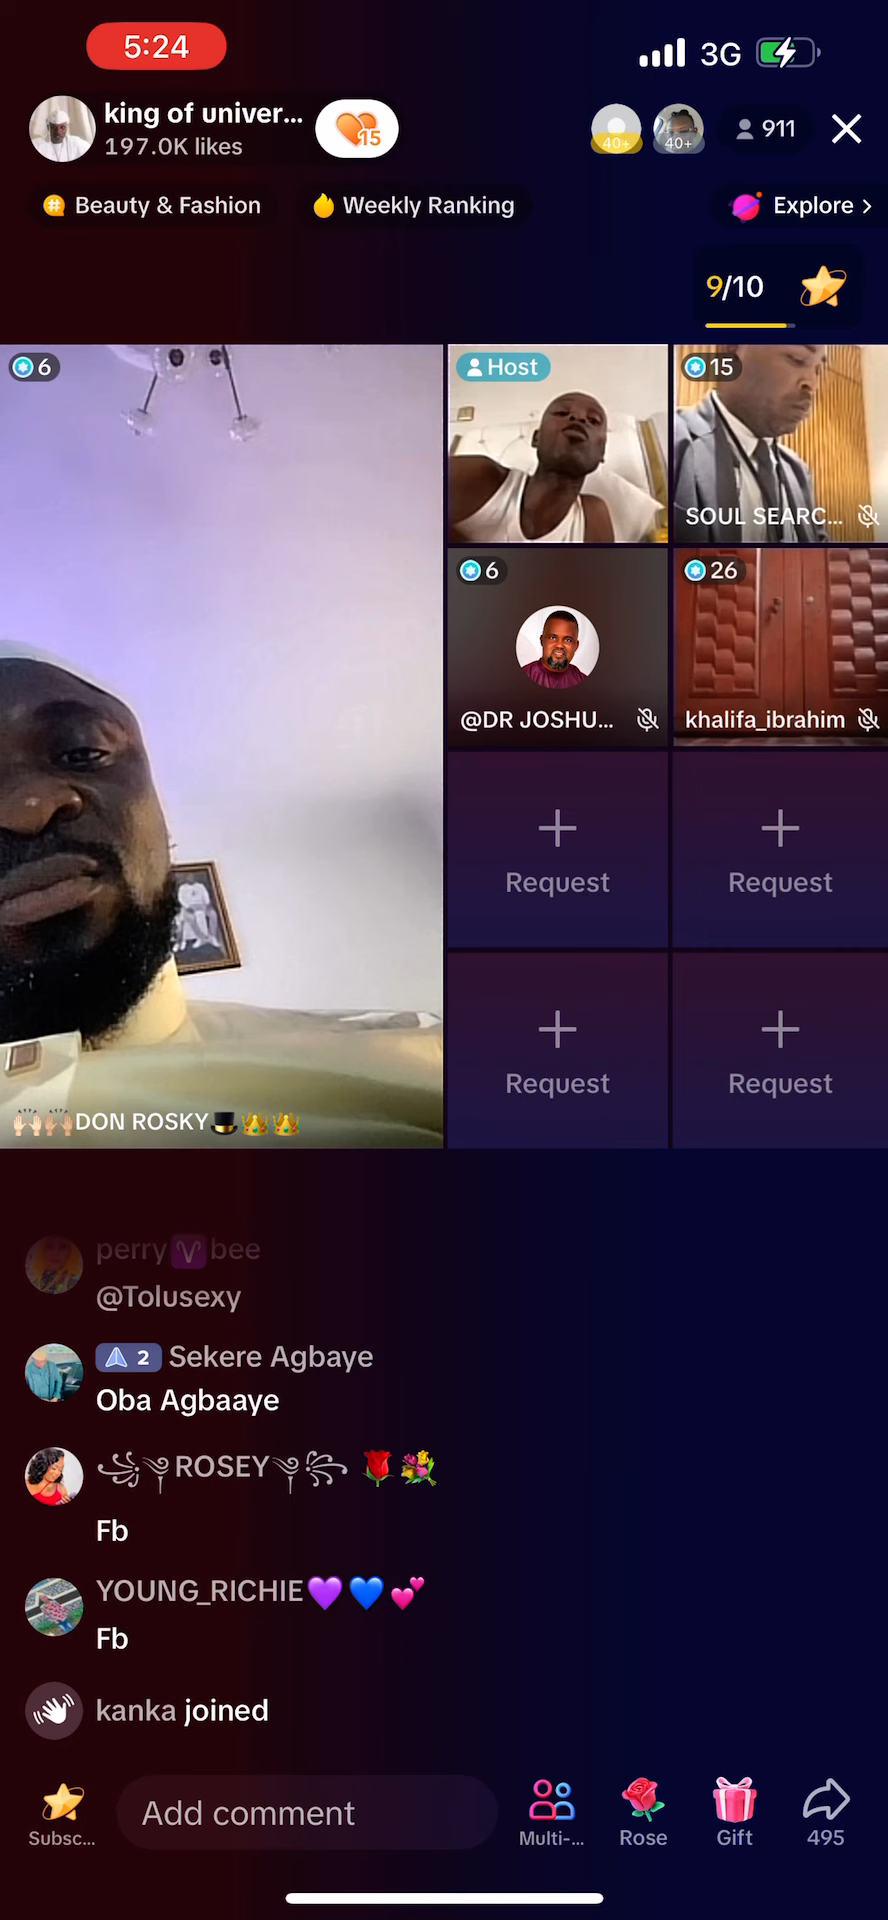 5:24
3G
king of univer...
197.0K likes
15
40+
40+
911
Beauty & Fashion
Weekly Ranking
Explore >
9/10
6
Host
15
SOUL SEARC...
6
26
@DR JOSHU...
khalifa_ibrahim
Request
Request
Request
Request
🙌🏻🙌🏽DON ROSKY🎩👑👑
perry♈bee
@Tolusexy
2 Sekere Agbaye
Oba Agbaaye
꧁༒ROSEY༒꧂ 🌹💐
Fb
YOUNG_RICHIE💜💙💕
Fb
kanka joined
Add comment
Subsc...
Multi-...
Rose
Gift
495